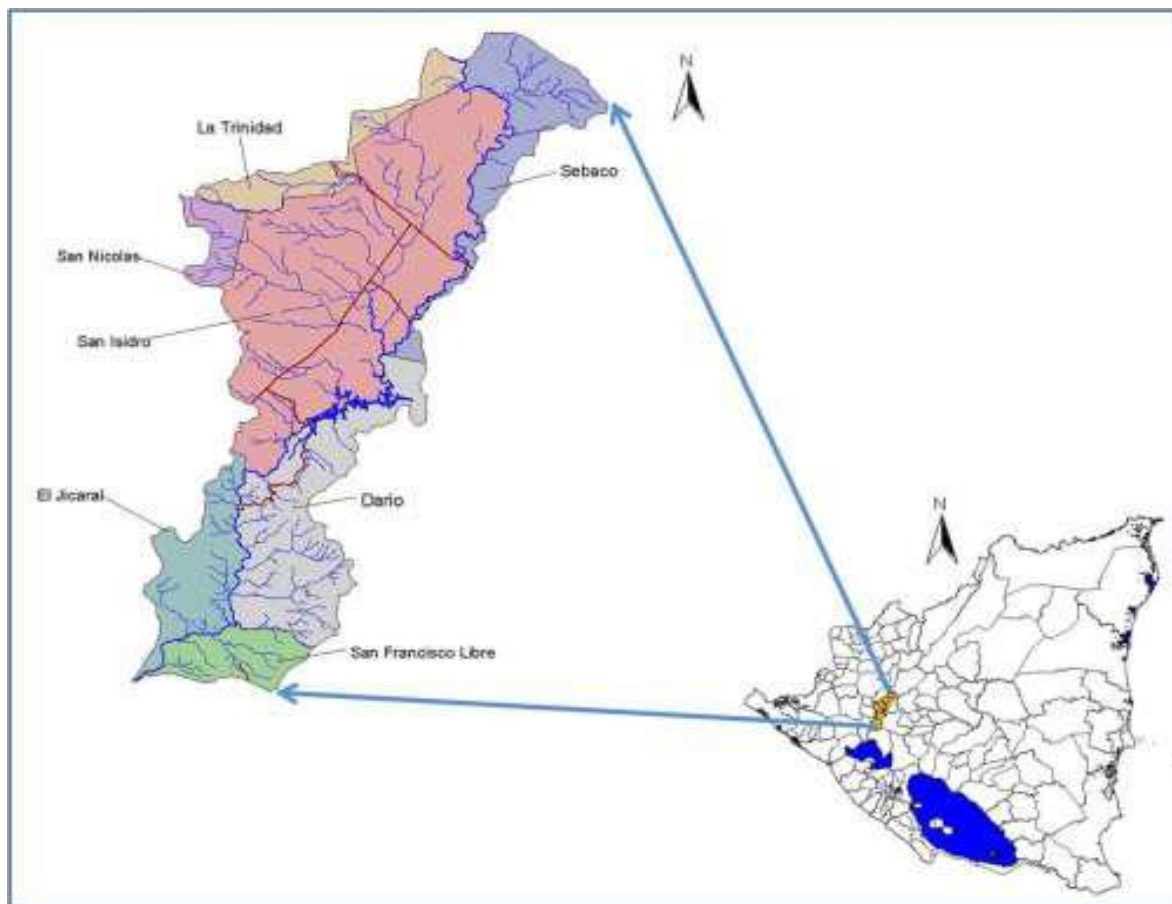 N
La Trinidad
Sebaco
San Nicolas
San Isidro
El Jicaral
Dario
San Francisco Libre
N